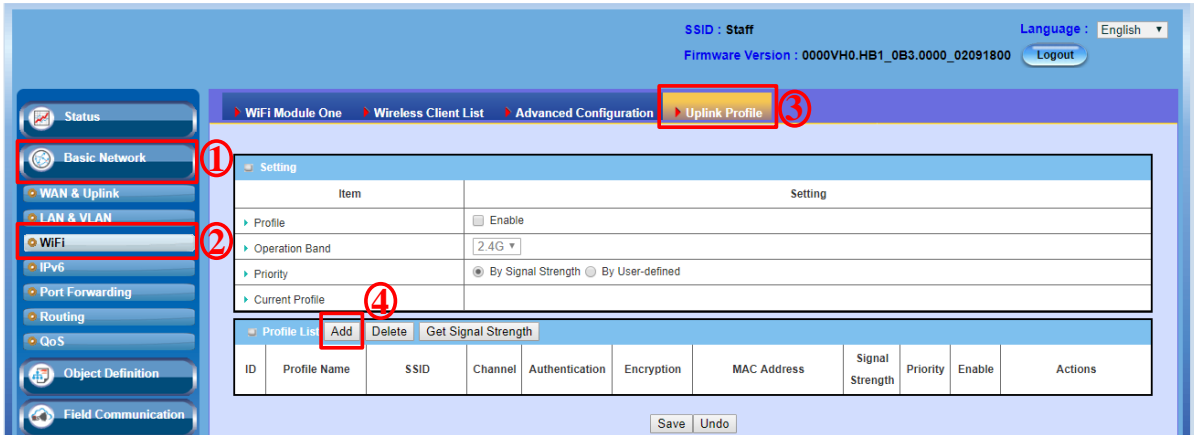 SSID : Staff
Language : English
Firmware Version : 0000VH0.HB1_0B3.0000_02091800
Logout
Status
Basic Network
1
WAN & Uplink
LAN & VLAN
WiFi
2
IPv6
Port Forwarding
Routing
QoS
Object Definition
Field Communication
WiFi Module One
Wireless Client List
Advanced Configuration
Uplink Profile
3
Setting
Item Setting
Profile Enable
Operation Band 2.4G
Priority By Signal Strength By User-defined
Current Profile
4
Profile List Add Delete Get Signal Strength
ID Profile Name SSID Channel Authentication Encryption MAC Address Signal Strength Priority Enable Actions
Save Undo